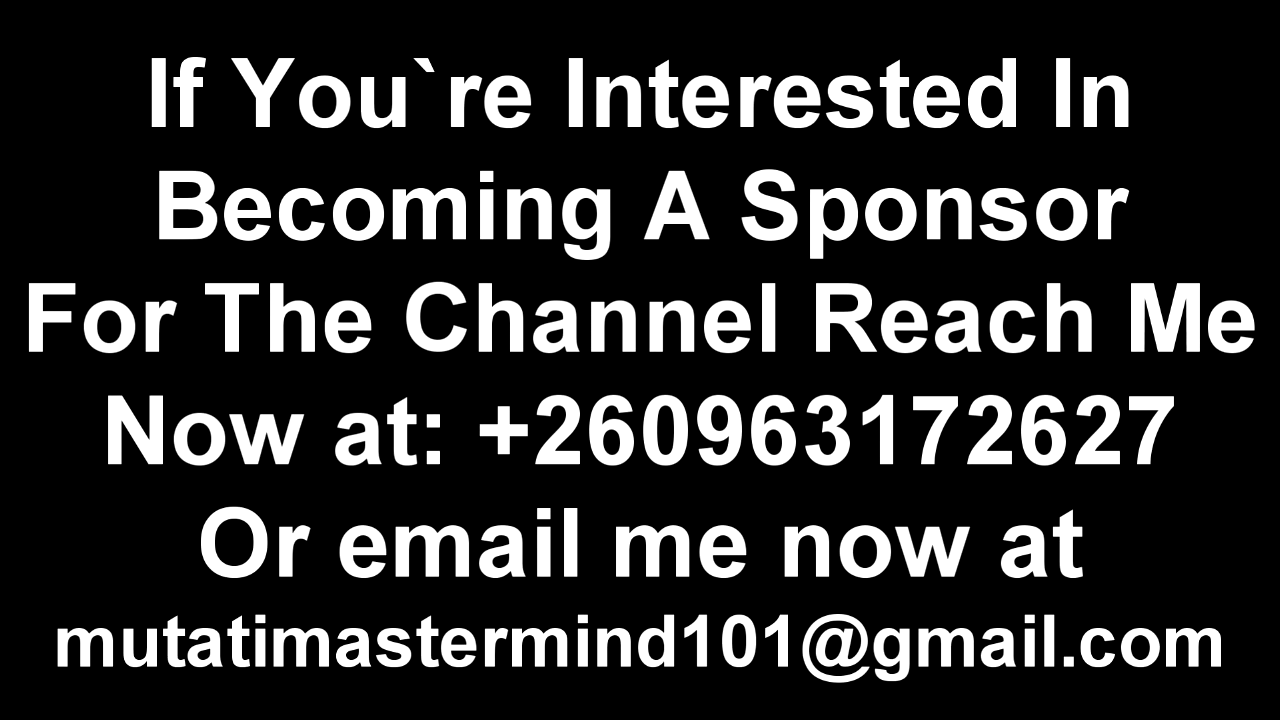 If You`re Interested In
Becoming A Sponsor
For The Channel Reach Me
Now at: +260963172627
Or email me now at
mutatimastermind101@gmail.com